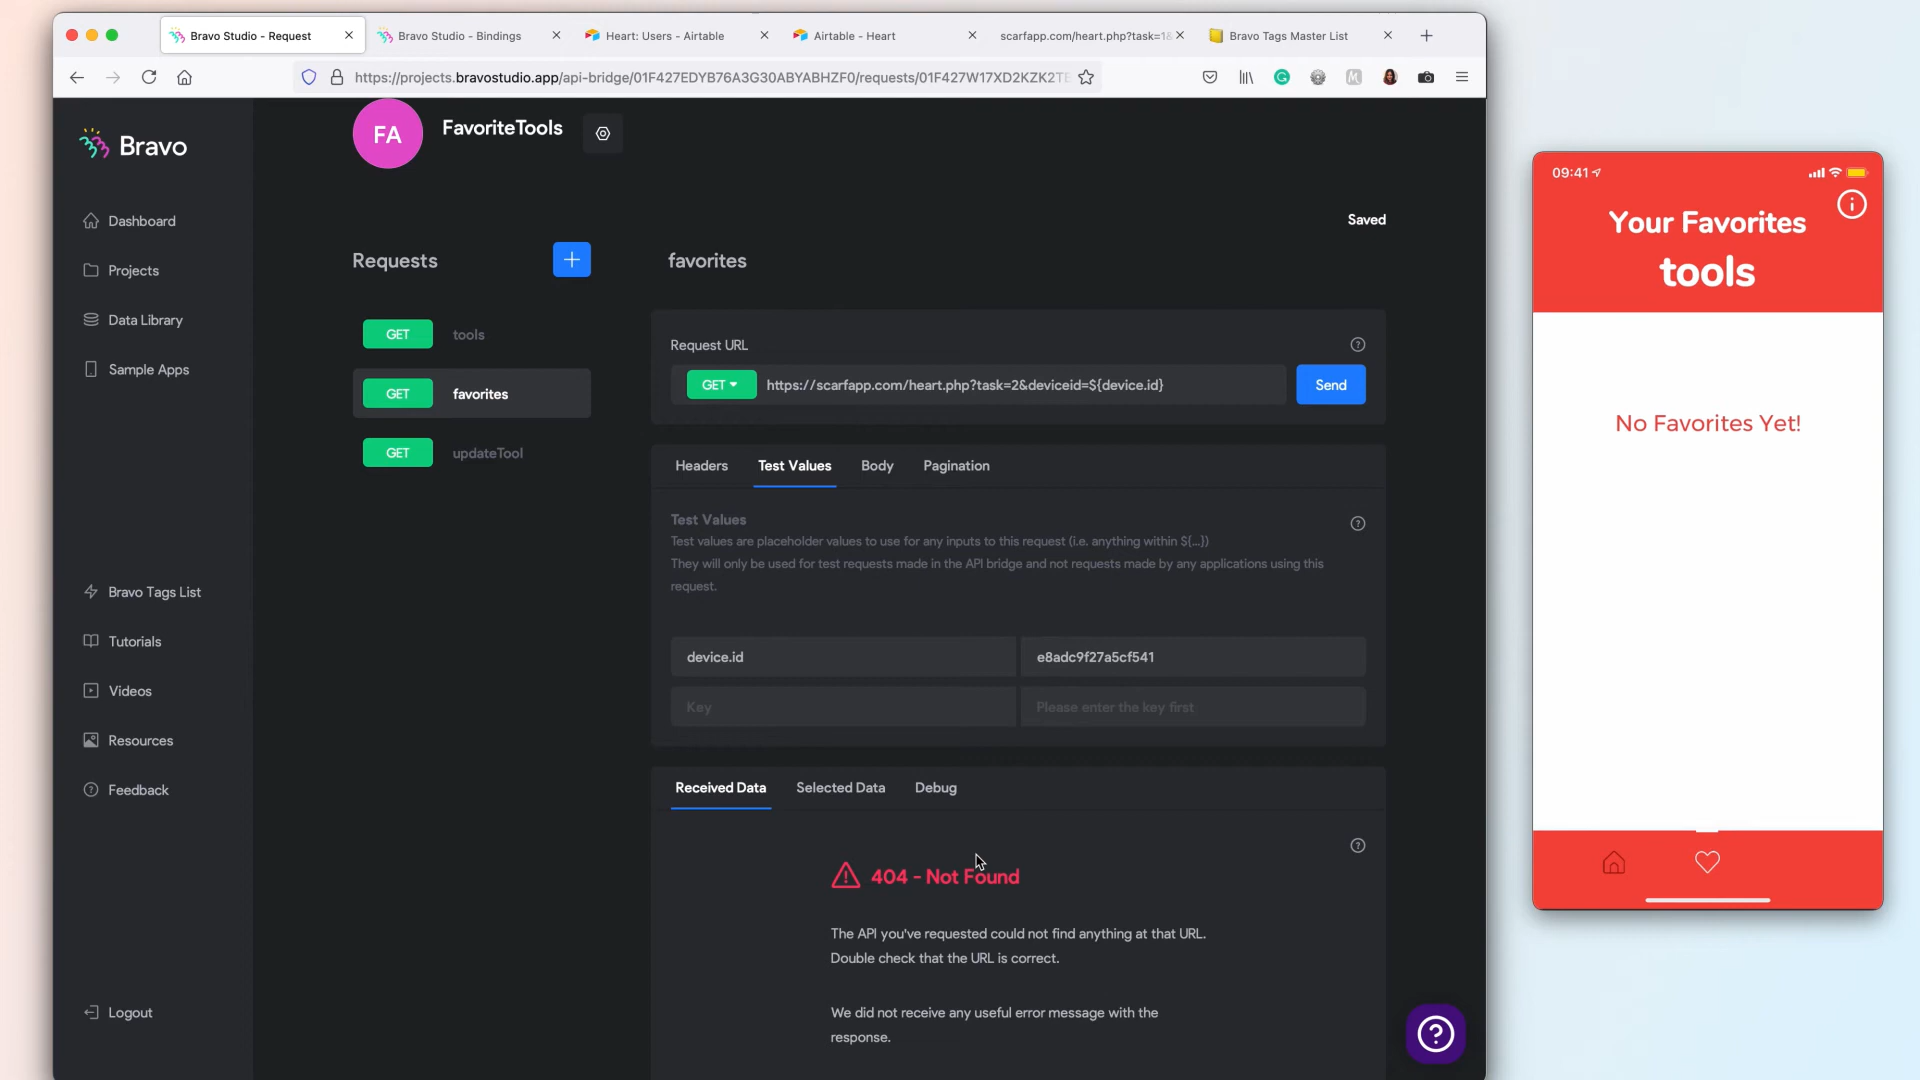 Bravo Studio - Request
Bravo Studio - Bindings
Heart: Users - Airtable
Airtable - Heart
scarfapp.com/heart.php?task=1&
Bravo Tags Master List
https://projects.bravostudio.app/api-bridge/01F427EDYB76A3G30ABYABHZF0/requests/01F427W17XD2KZK2TE
Bravo
Dashboard
Projects
Data Library
Sample Apps
Bravo Tags List
Tutorials
Videos
Resources
Feedback
Logout
FA
FavoriteTools
Saved
Requests
GET tools
GET favorites
GET updateTool
favorites
Request URL
GET https://scarfapp.com/heart.php?task=2&deviceid=${device.id} Send
Headers Test Values Body Pagination
Test Values
Test values are placeholder values to use for any inputs to this request (i.e. anything within ${...})
They will only be used for test requests made in the API bridge and not requests made by any applications using this
request.
device.id e8adc9f27a5cf541
Key Please enter the key first
Received Data Selected Data Debug
404 - Not Found
The API you've requested could not find anything at that URL.
Double check that the URL is correct.
We did not receive any useful error message with the
response.
09:41
Your Favorites
tools
No Favorites Yet!